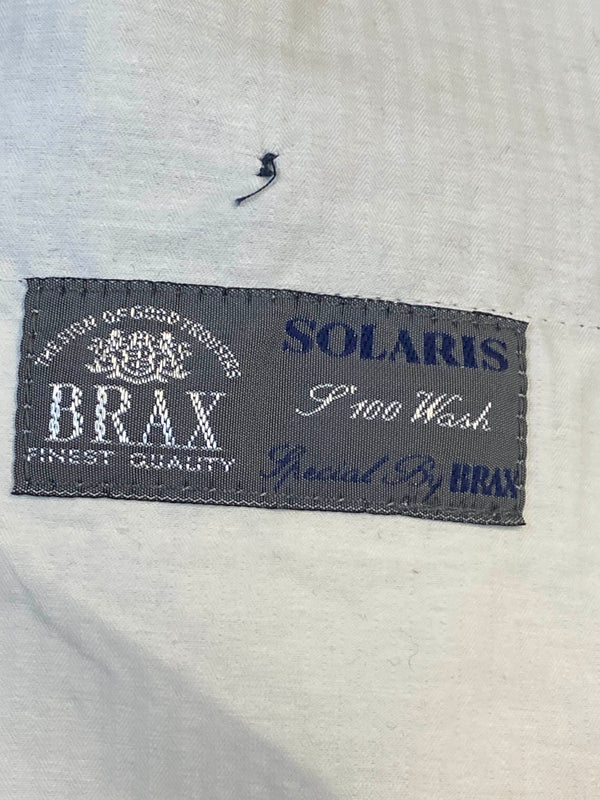 THE SIGN OF GOOD TROUSERS
BRAX
FINEST QUALITY
SOLARIS
S'100 Wash
Special By BRAX